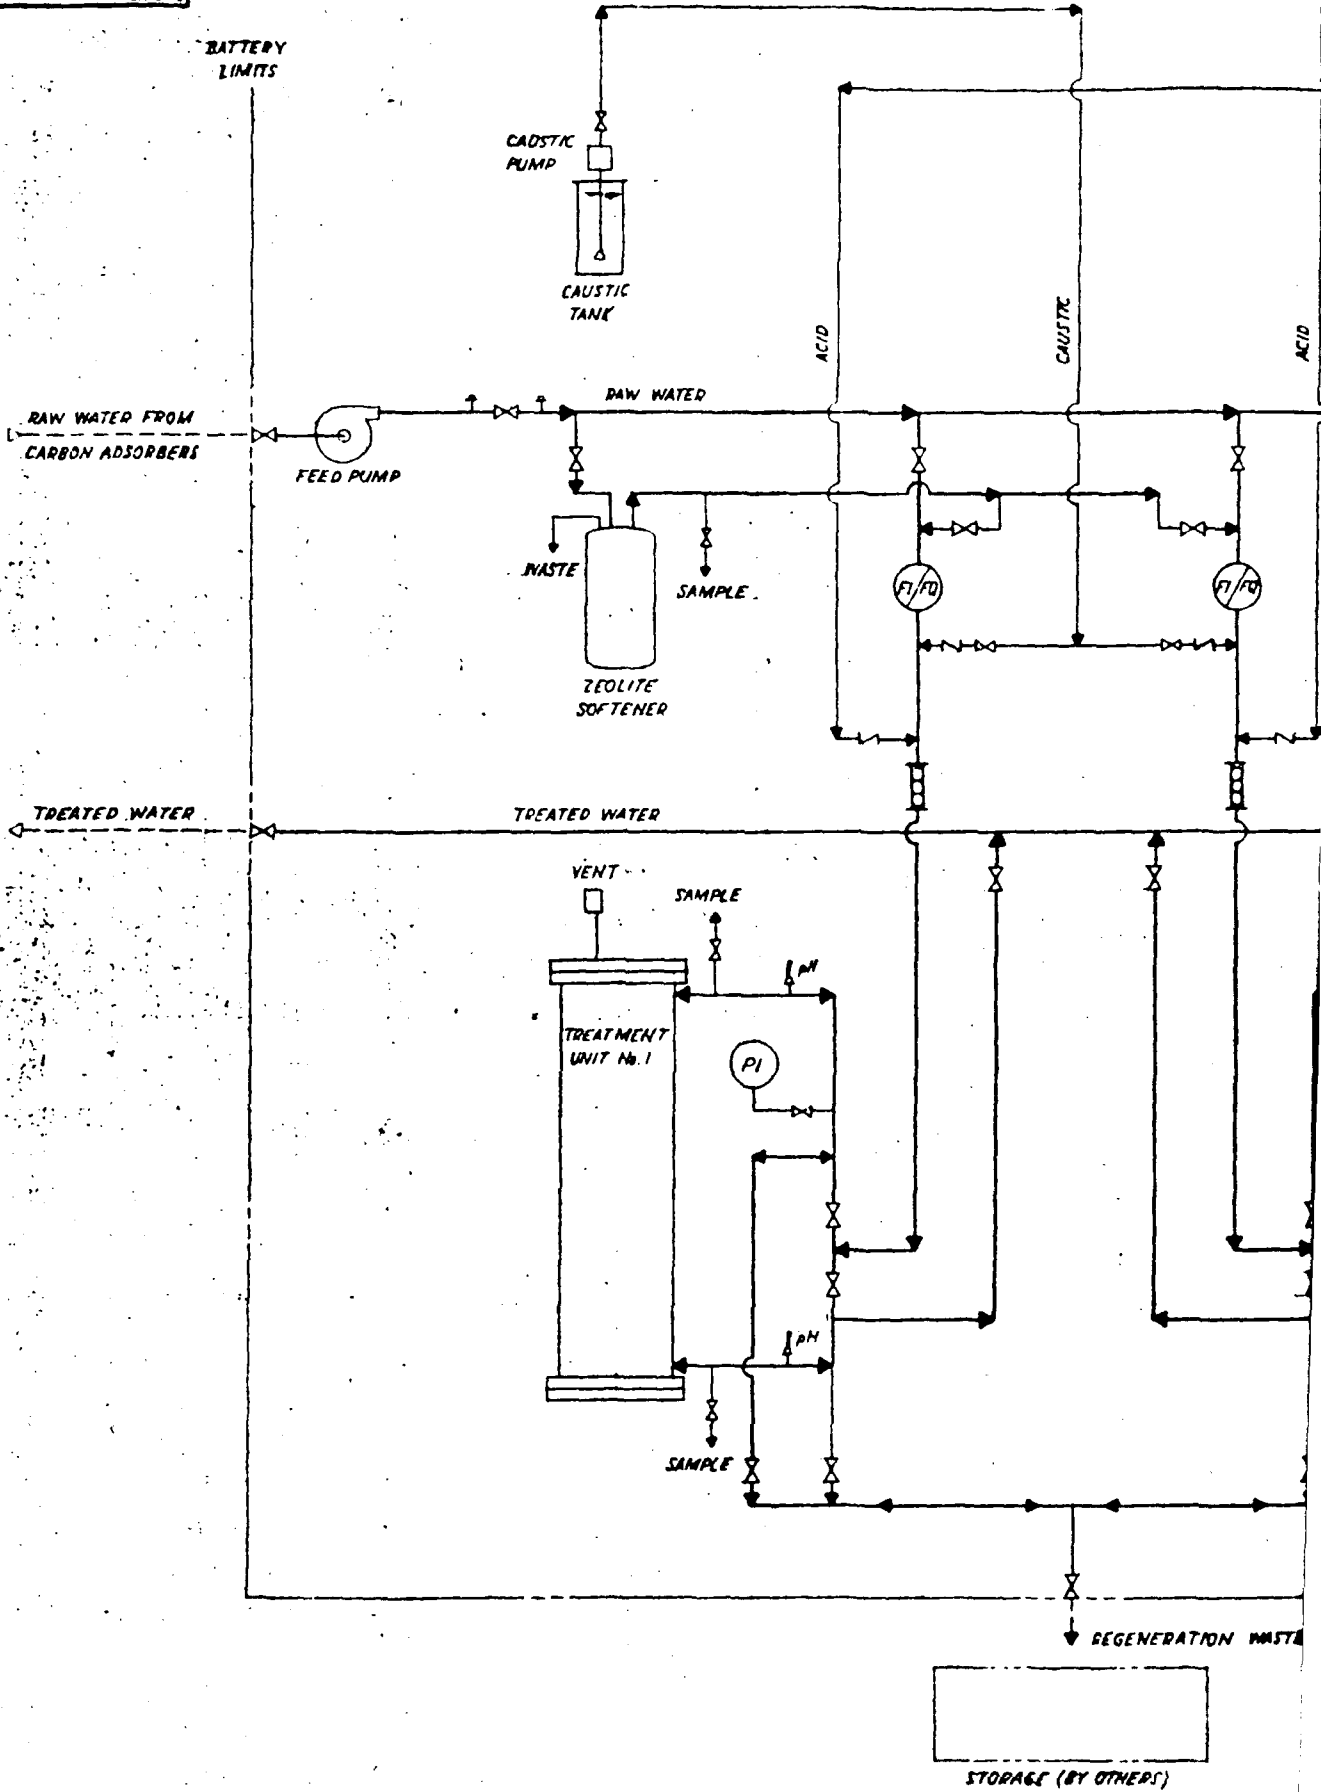 BATTERY
LIMITS
CAUSTIC
PUMP
CAUSTIC
TANK
ACID
CAUSTIC
ACID
RAW WATER FROM
CARBON ADSORBERS
FEED PUMP
RAW WATER
WASTE
SAMPLE
FI/FQ
FI/FQ
ZEOLITE
SOFTENER
TREATED WATER
TREATED WATER
VENT
SAMPLE
pH
TREATMENT
UNIT No. 1
PI
pH
SAMPLE
REGENERATION WASTE
STORAGE (BY OTHERS)